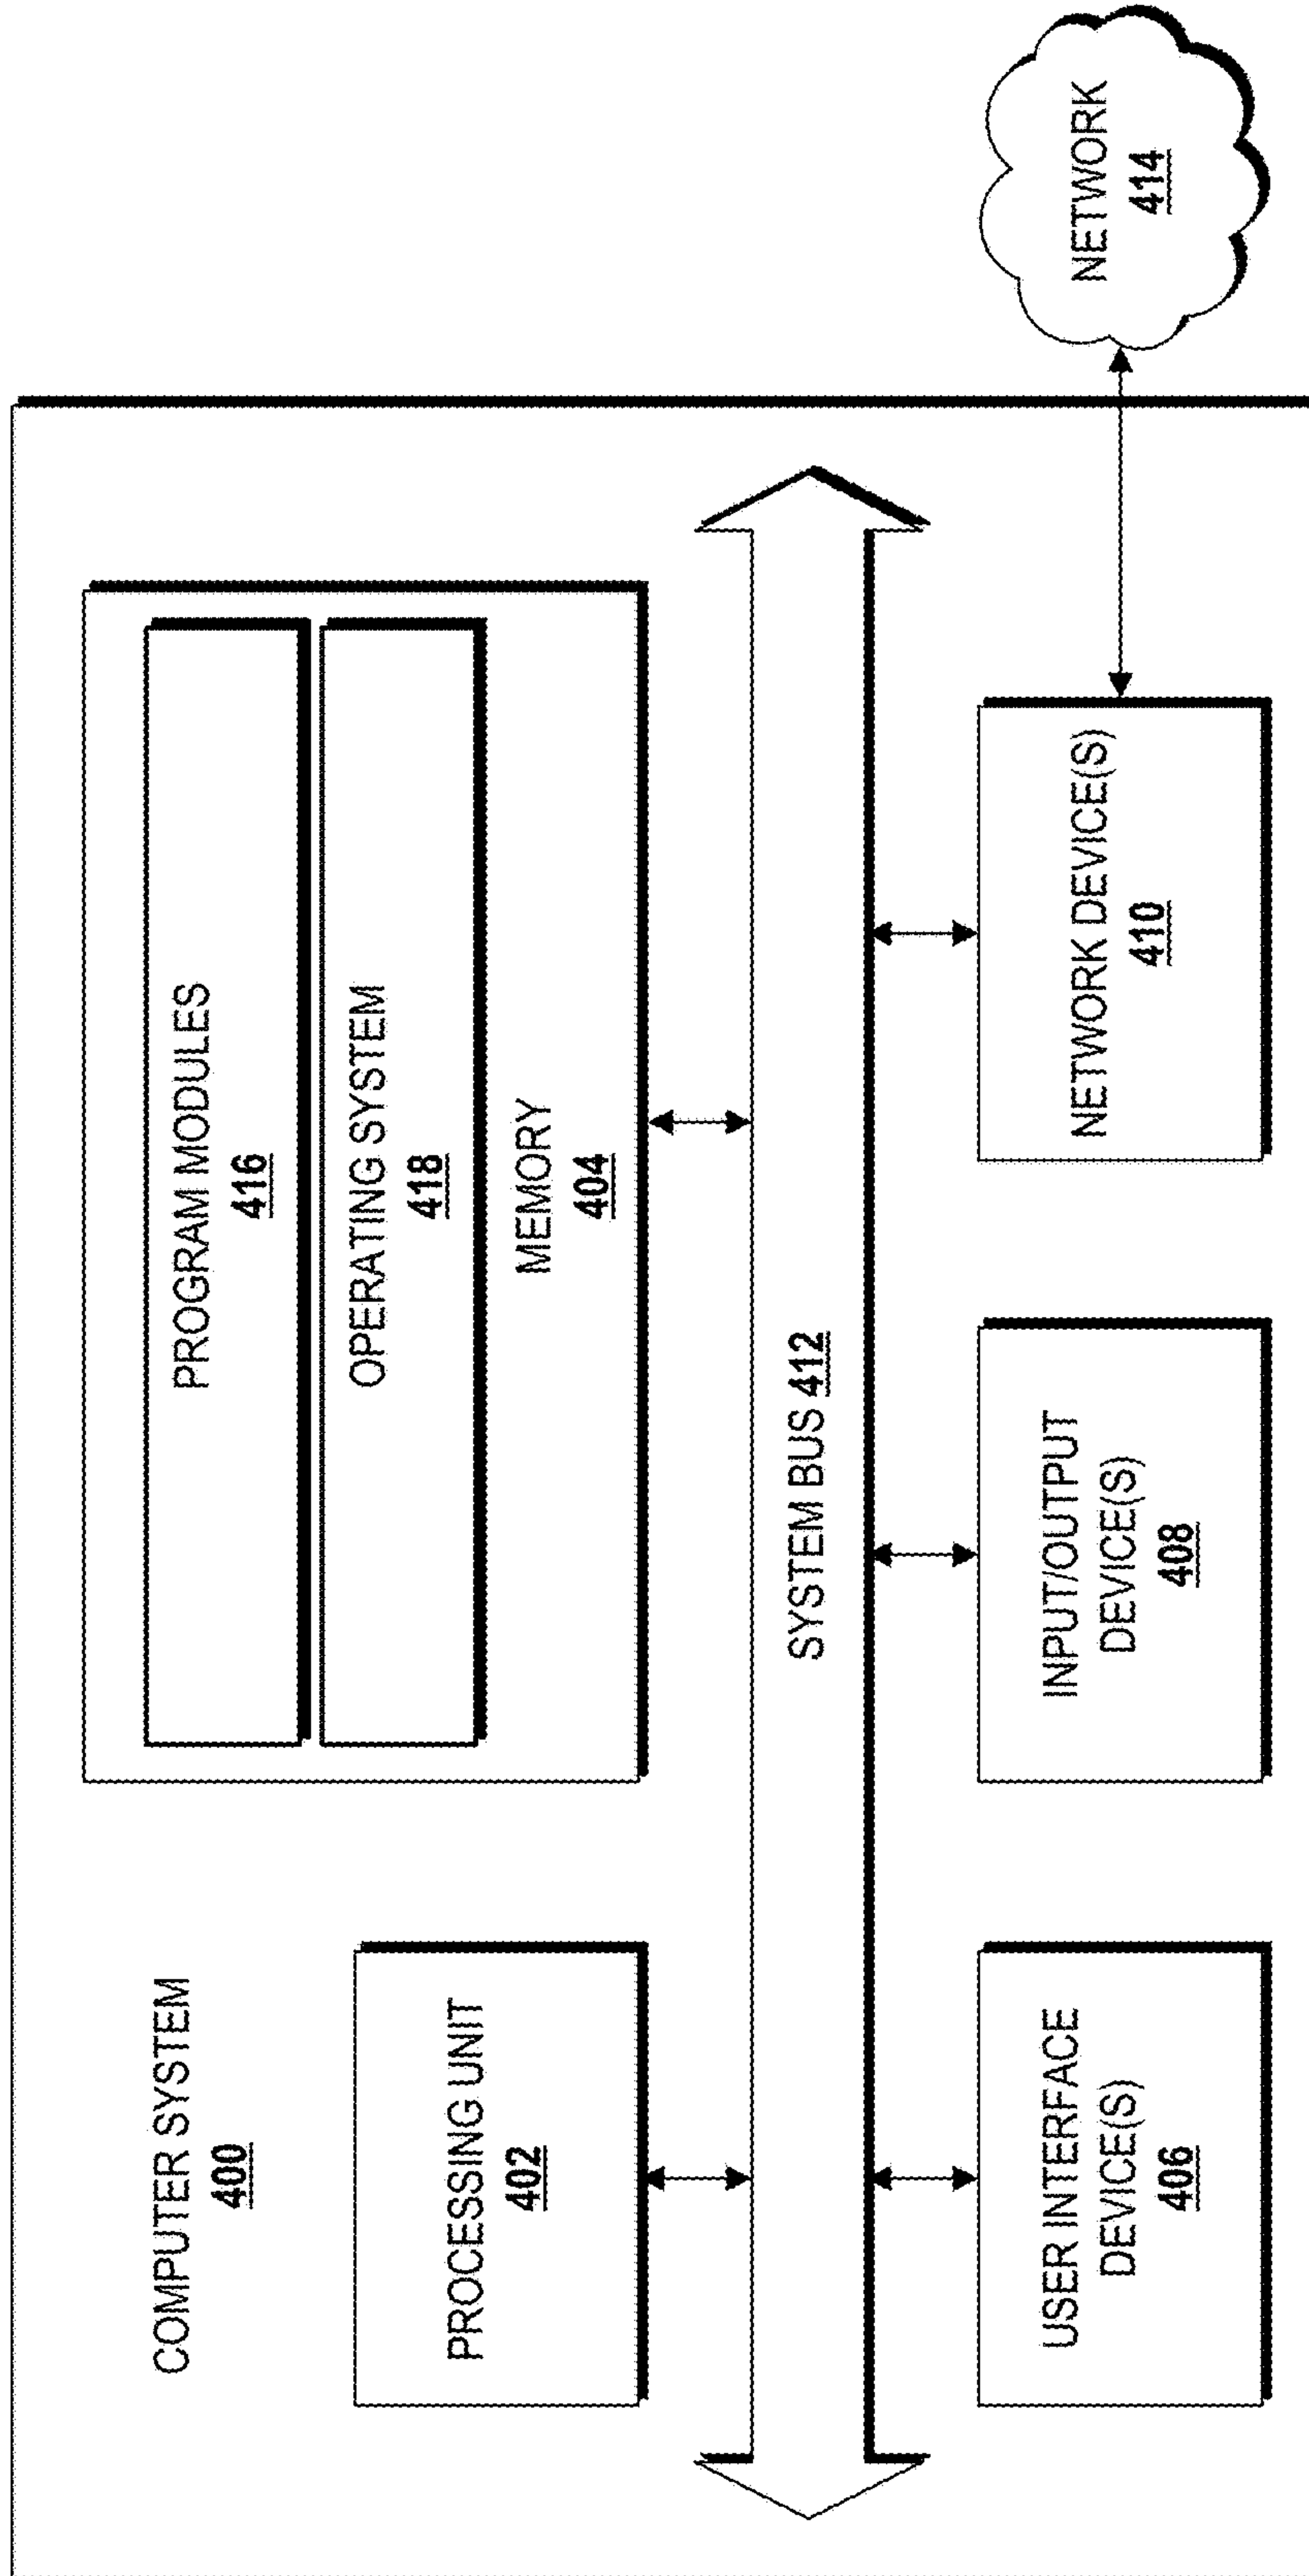 COMPUTER SYSTEM
400
PROCESSING UNIT
402
PROGRAM MODULES
416
OPERATING SYSTEM
418
MEMORY
404
SYSTEM BUS 412
USER INTERFACE
DEVICE(S)
406
INPUT/OUTPUT
DEVICE(S)
408
NETWORK DEVICE(S)
410
NETWORK
414